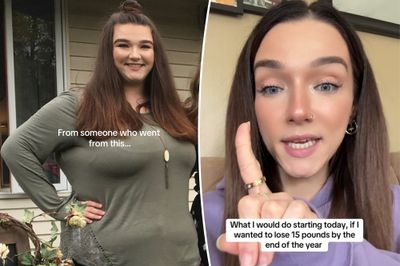 From someone who went
from this...
What I would do starting today, if I
wanted to lose 15 pounds by the
end of the year